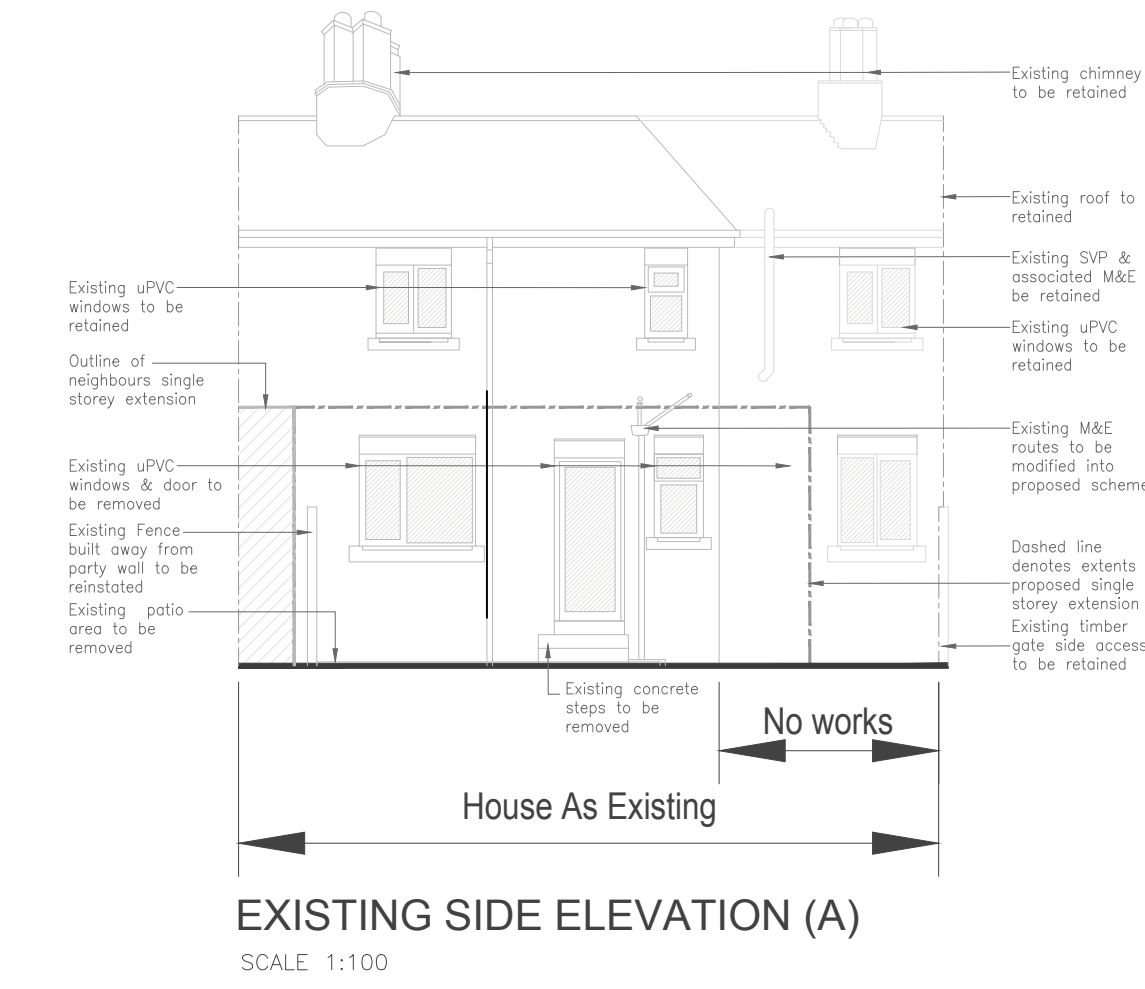 Existing chimney
to be retained
Existing roof to
retained
Existing SVP &
associated M&E
be retained
Existing uPVC
windows to be
retained
Existing M&E
routes to be
modified into
proposed scheme
Dashed line
denotes extents
proposed single
storey extension
Existing timber
gate side access
to be retained
Existing uPVC
windows to be
retained
Outline of
neighbours single
storey extension
Existing uPVC
windows & door to
be removed
Existing Fence
built away from
party wall to be
reinstated
Existing patio
area to be
removed
Existing concrete
steps to be
removed
No works
House As Existing
EXISTING SIDE ELEVATION (A)
SCALE 1:100